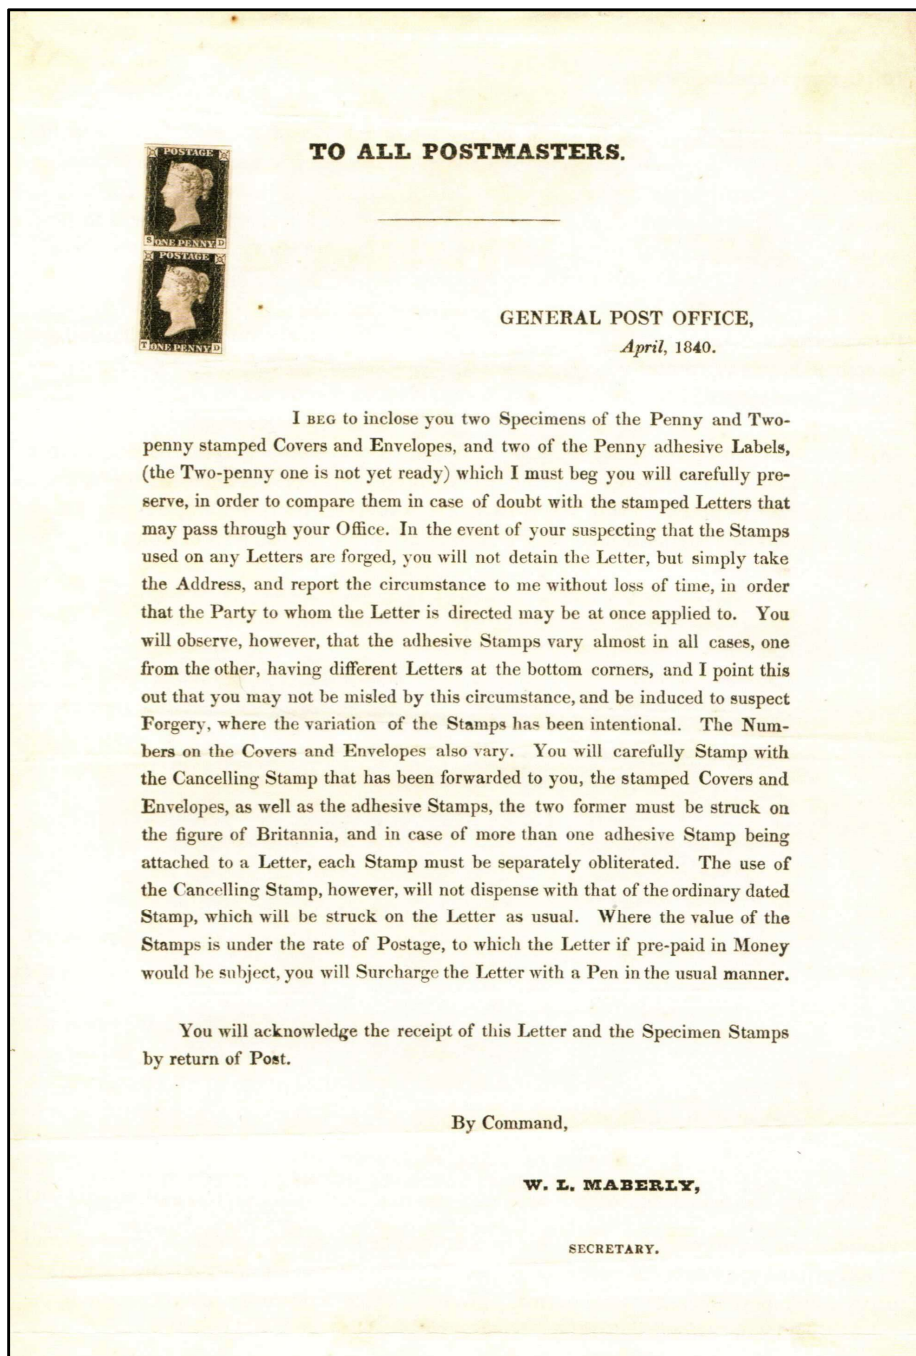 TO ALL POSTMASTERS.
POSTAGE
S ONE PENNY D
POSTAGE
T ONE PENNY D
GENERAL POST OFFICE,
April, 1840.
I BEG to inclose you two Specimens of the Penny and Two-
penny stamped Covers and Envelopes, and two of the Penny adhesive Labels,
(the Two-penny one is not yet ready) which I must beg you will carefully pre-
serve, in order to compare them in case of doubt with the stamped Letters that
may pass through your Office. In the event of your suspecting that the Stamps
used on any Letters are forged, you will not detain the Letter, but simply take
the Address, and report the circumstance to me without loss of time, in order
that the Party to whom the Letter is directed may be at once applied to. You
will observe, however, that the adhesive Stamps vary almost in all cases, one
from the other, having different Letters at the bottom corners, and I point this
out that you may not be misled by this circumstance, and be induced to suspect
Forgery, where the variation of the Stamps has been intentional. The Num-
bers on the Covers and Envelopes also vary. You will carefully Stamp with
the Cancelling Stamp that has been forwarded to you, the stamped Covers and
Envelopes, as well as the adhesive Stamps, the two former must be struck on
the figure of Britannia, and in case of more than one adhesive Stamp being
attached to a Letter, each Stamp must be separately obliterated. The use of
the Cancelling Stamp, however, will not dispense with that of the ordinary dated
Stamp, which will be struck on the Letter as usual. Where the value of the
Stamps is under the rate of Postage, to which the Letter if pre-paid in Money
would be subject, you will Surcharge the Letter with a Pen in the usual manner.
You will acknowledge the receipt of this Letter and the Specimen Stamps
by return of Post.
By Command,
W. L. MABERLY,
SECRETARY.